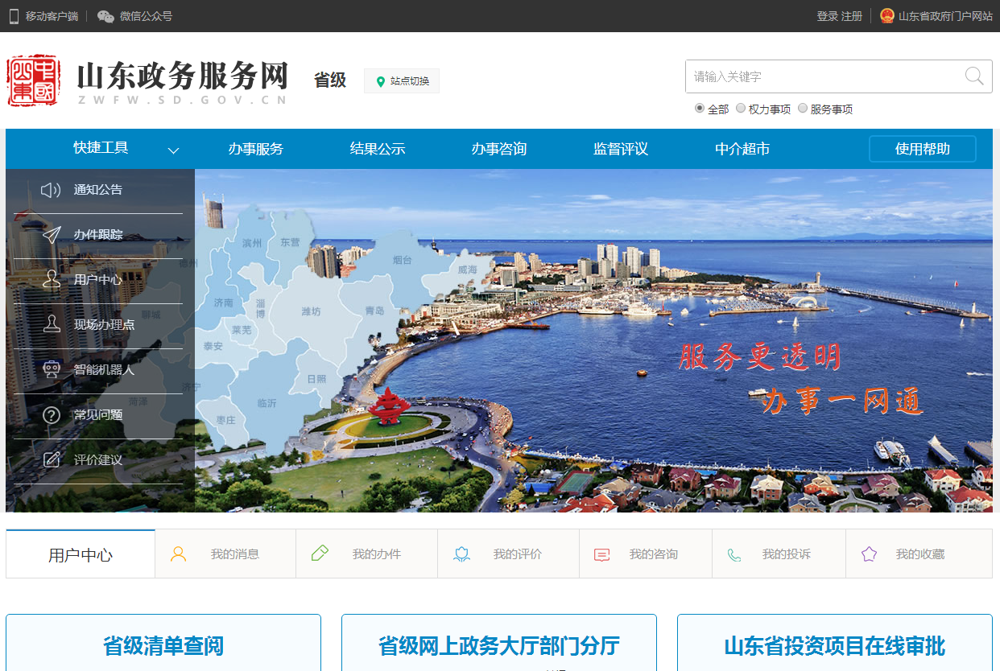 移动客户端 微信公众号 登录 注册 山东省政府门户网站
山东政务服务网 省级 站点切换
ZWFW.SD.GOV.CN
请输入关键字
全部 权力事项 服务事项
快捷工具 办事服务 结果公示 办事咨询 监督评议 中介超市 使用帮助
通知公告
办件跟踪
用户中心
现场办理点
智能机器人
常见问题
评价建议
滨州 东营
烟台
德州
威海
济南 淄博 潍坊 青岛
聊城
莱芜
泰安
日照
济宁
菏泽 临沂
枣庄
服务更透明
办事一网通
用户中心 我的消息 我的办件 我的评价 我的咨询 我的投诉 我的收藏
省级清单查阅 省级网上政务大厅部门分厅 山东省投资项目在线审批